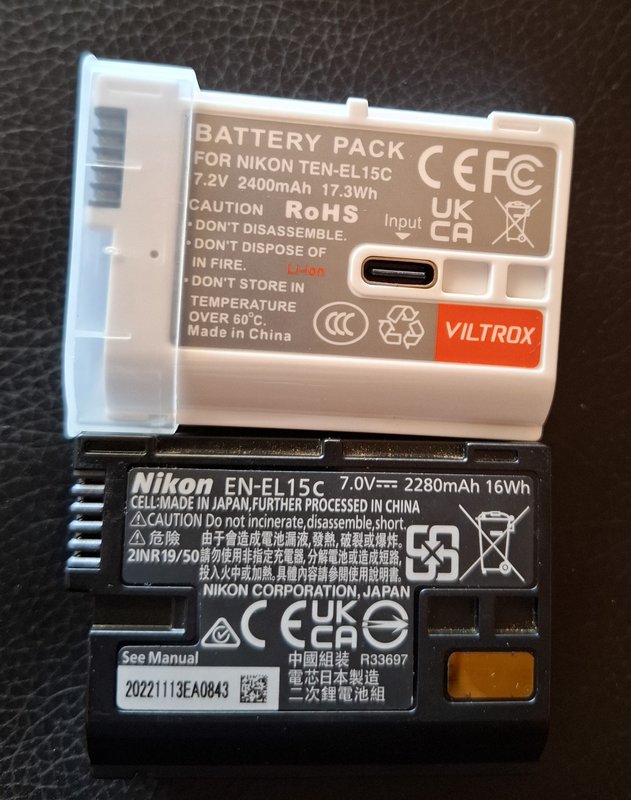 BATTERY PACK
FOR NIKON TEN-EL15C
7.2V 2400mAh 17.3Wh
CAUTION RoHS
• DON'T DISASSEMBLE.
• DON'T DISPOSE OF
IN FIRE. Li-ion
• DON'T STORE IN
TEMPERATURE
OVER 60°C.
Made in China
CE FC
UK
CA
Input
CCC
VILTROX
Nikon EN-EL15C 7.0V 2280mAh 16Wh
CELL:MADE IN JAPAN,FURTHER PROCESSED IN CHINA
CAUTION Do not incinerate,disassemble,short.
危險 由于會造成電池漏液，發熱，破裂或爆炸。
2INR19/50 請勿使用非指定充電器，分解電池或造成短路，
投入火中或加熱。具體內容請參閱使用說明書。
NIKON CORPORATION, JAPAN
CE UK
CA
See Manual
20221113EA0843
中國組裝 R33697
電芯日本製造
二次鋰電池組